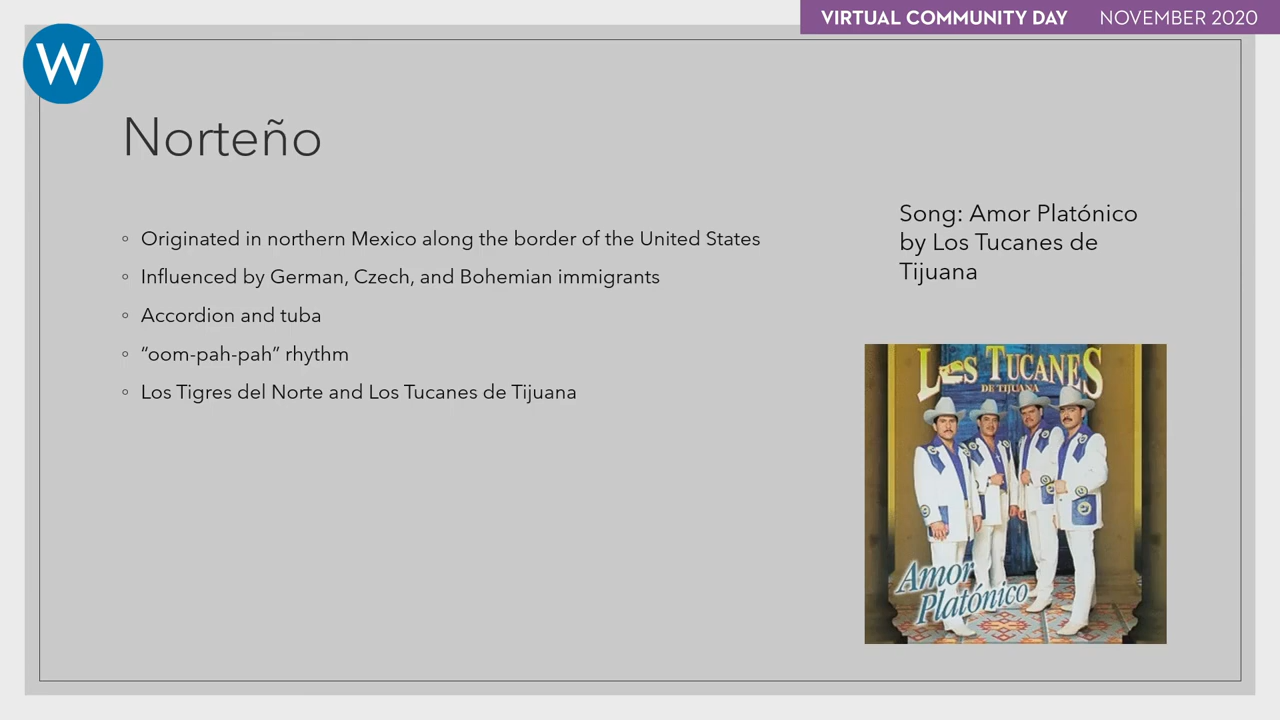 VIRTUAL COMMUNITY DAY NOVEMBER 2020
W
Norteño
◦ Originated in northern Mexico along the border of the United States
◦ Influenced by German, Czech, and Bohemian immigrants
◦ Accordion and tuba
◦ “oom-pah-pah” rhythm
◦ Los Tigres del Norte and Los Tucanes de Tijuana
Song: Amor Platónico
by Los Tucanes de
Tijuana
LOS TUCANES
DE TIJUANA
Amor
Platónico